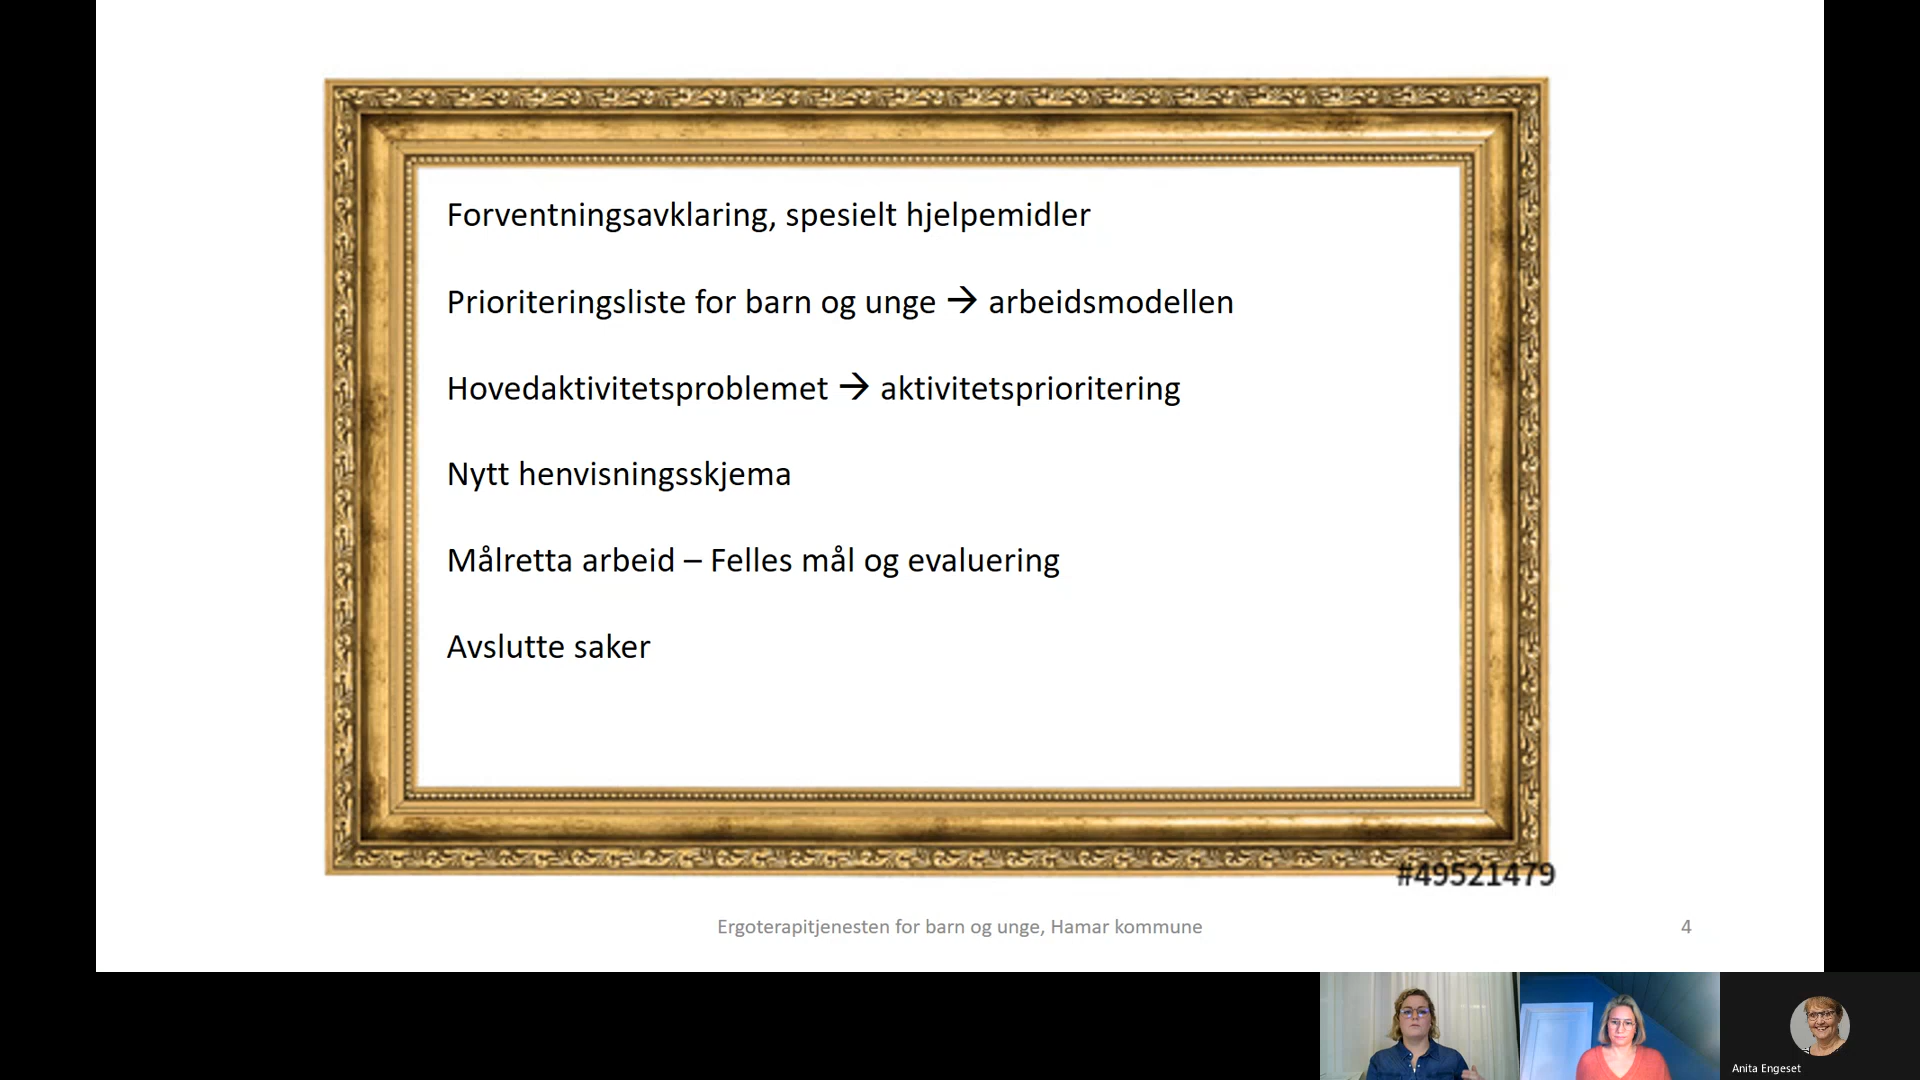 Forventningsavklaring, spesielt hjelpemidler
Prioriteringsliste for barn og unge → arbeidsmodellen
Hovedaktivitetsproblemet → aktivitetsprioritering
Nytt henvisningsskjema
Målretta arbeid – Felles mål og evaluering
Avslutte saker
#49521479
Ergoterapitjenesten for barn og unge, Hamar kommune
4
Anita Engeset